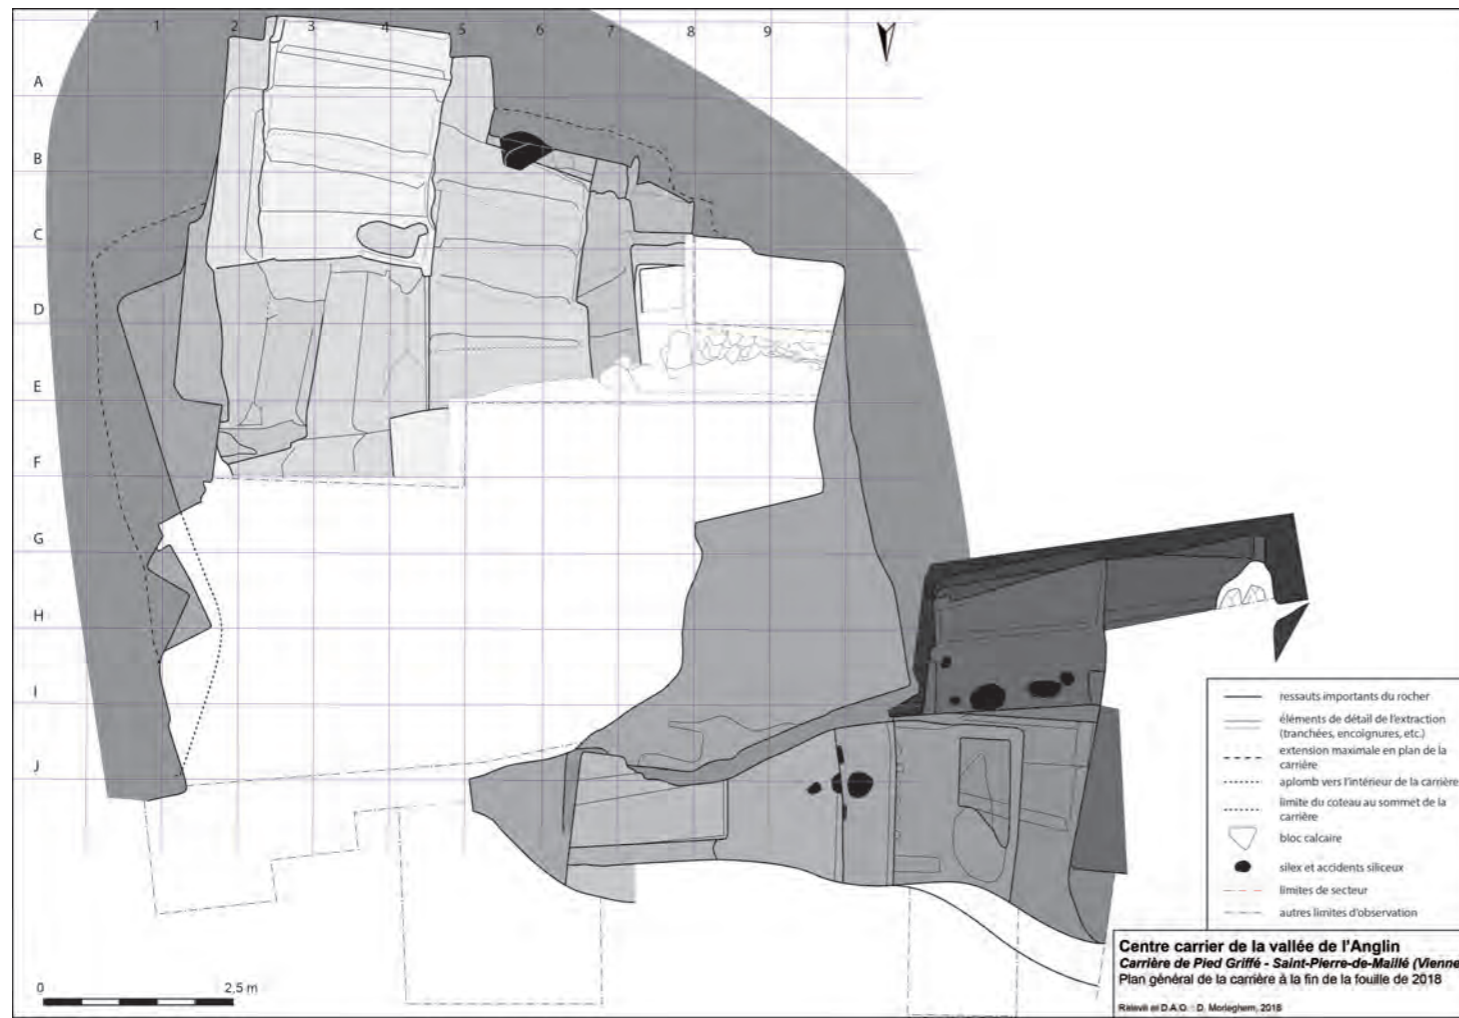 1 2 3 4 5 6 7 8 9
A
B
C
D
E
F
G
H
I
J
ressauts importants du rocher
éléments de détail de l'extraction
(tranchées, encoignures, etc.)
extension maximale en plan de la
carrière
aplomb vers l'intérieur de la carrière
limite du coteau au sommet de la
carrière
bloc calcaire
silex et accidents siliceux
limites de secteur
autres limites d'observation
Centre carrier de la vallée de l'Anglin
Carrière de Pied Griffé - Saint-Pierre-de-Maillé (Vienne
Plan général de la carrière à la fin de la fouille de 2018
Relevé et D.A.O. : D. Morleghem, 2018
0 2,5 m